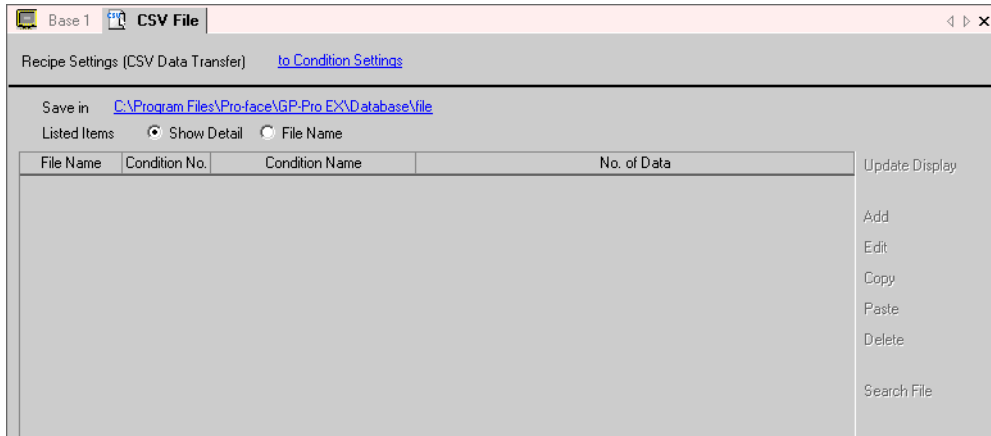 Base 1 CSV File
Recipe Settings (CSV Data Transfer) to Condition Settings
Save in C:\Program Files\Pro-face\GP-Pro EX\Database\file
Listed Items Show Detail File Name
File Name Condition No. Condition Name No. of Data
Update Display
Add
Edit
Copy
Paste
Delete
Search File